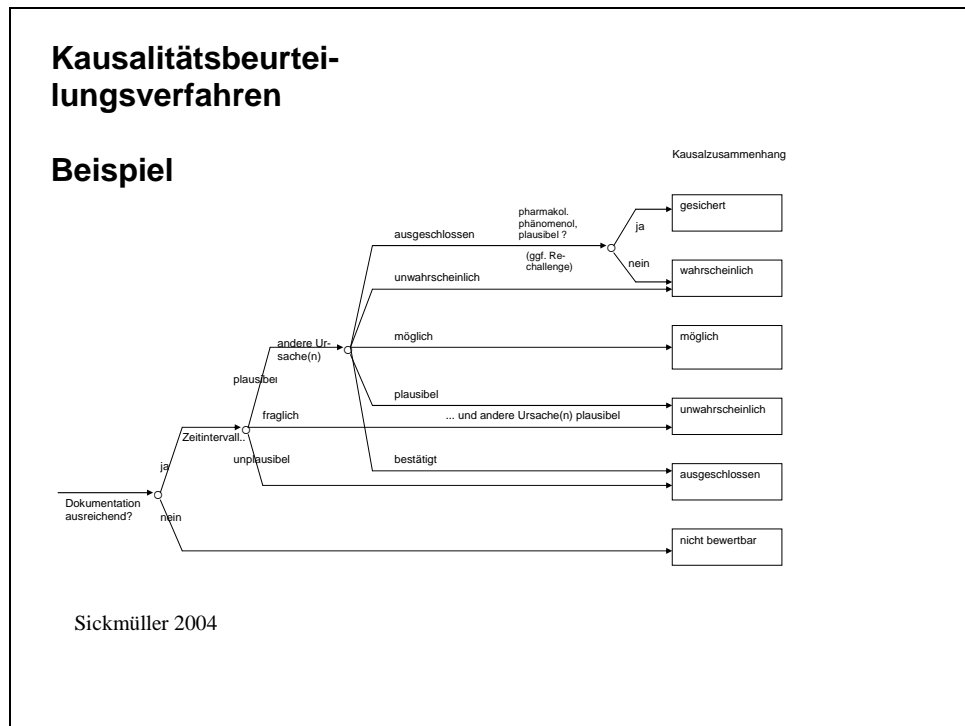 Kausalitätsbeurtei-
lungsverfahren
Beispiel
Kausalzusammenhang
gesichert
pharmakol.
phänomenol,
plausibel ?
(ggf. Re-
challenge)
ja
nein
ausgeschlossen
wahrscheinlich
unwahrscheinlich
möglich
möglich
andere Ur-
sache(n)
plausibel
plausibel
unwahrscheinlich
fraglich
... und andere Ursache(n) plausibel
Zeitintervall..
unplausibel
bestätigt
ausgeschlossen
ja
Dokumentation
ausreichend?
nein
nicht bewertbar
Sickmüller 2004